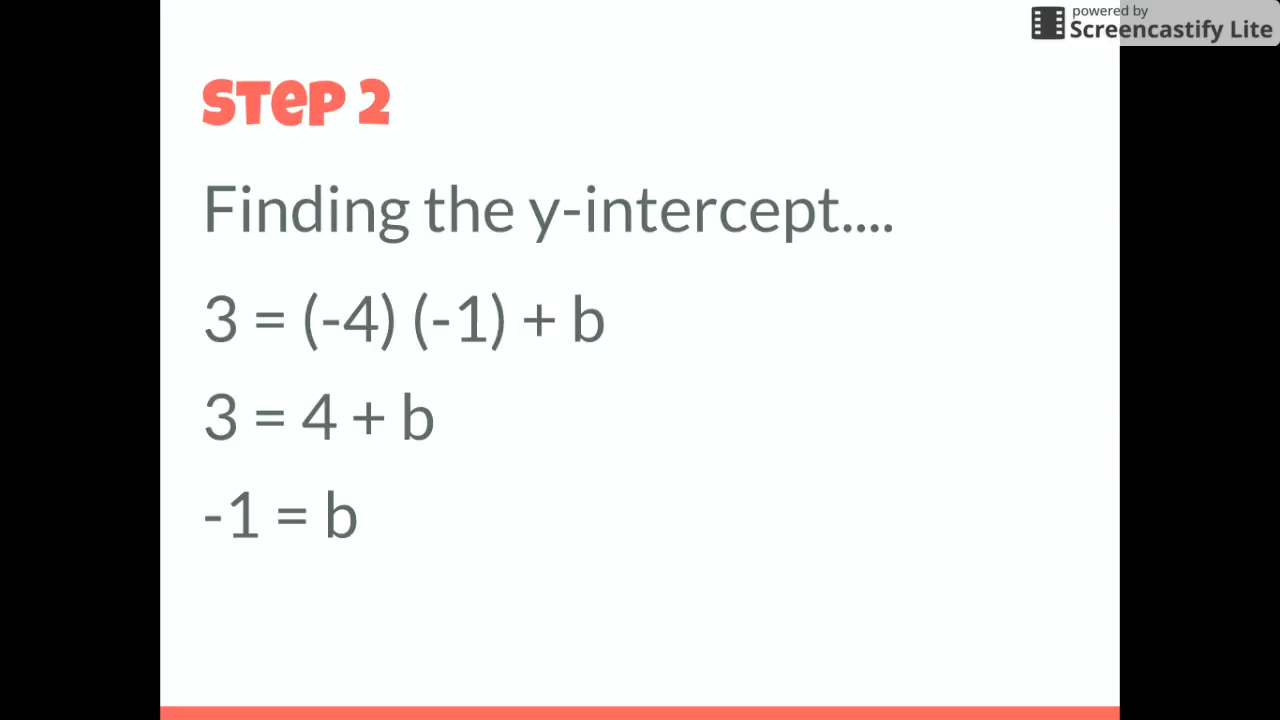 powered by
Screencastify Lite
Step 2
Finding the y-intercept....
3 = (-4) (-1) + b
3 = 4 + b
-1 = b